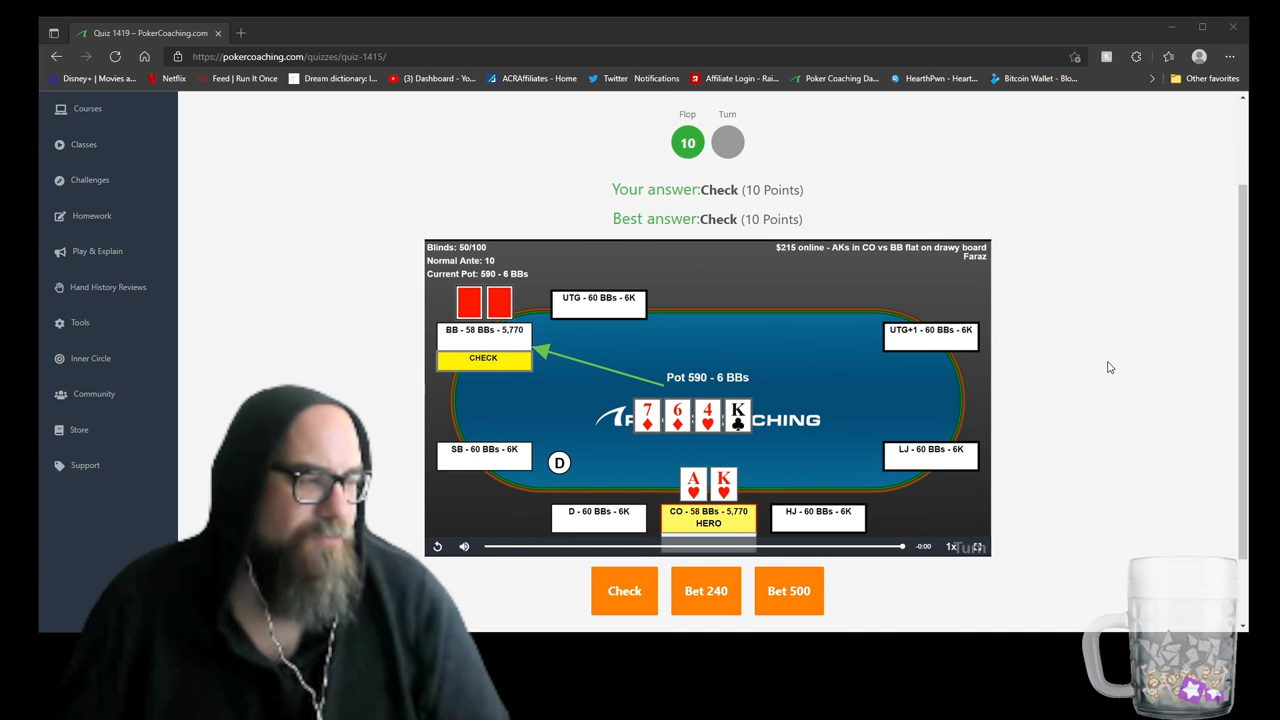 Quiz 1419 – PokerCoaching.com
https://pokercoaching.com/quizzes/quiz-1415/
Disney+ | Movies a...
Netflix
Feed | Run It Once
Dream dictionary: I...
(3) Dashboard - Yo...
ACRAffiliates - Home
Twitter
Notifications
Affiliate Login - Rai...
Poker Coaching Da...
HearthPwn - Heart...
Bitcoin Wallet - Blo...
Other favorites
Courses
Classes
Challenges
Homework
Play & Explain
Hand History Reviews
Tools
Inner Circle
Community
Store
Support
Flop
Turn
10
Your answer:Check (10 Points)
Best answer:Check (10 Points)
Blinds: 50/100
Normal Ante: 10
Current Pot: 590 - 6 BBs
$215 online - AKs in CO vs BB flat on drawy board
Faraz
UTG - 60 BBs - 6K
BB - 58 BBs - 5,770
CHECK
UTG+1 - 60 BBs - 6K
Pot 590 - 6 BBs
7 6 4 K
CHING
SB - 60 BBs - 6K
D
LJ - 60 BBs - 6K
A K
D - 60 BBs - 6K
CO - 58 BBs - 5,770
HERO
HJ - 60 BBs - 6K
-0:00
1x
Turn
Check
Bet 240
Bet 500